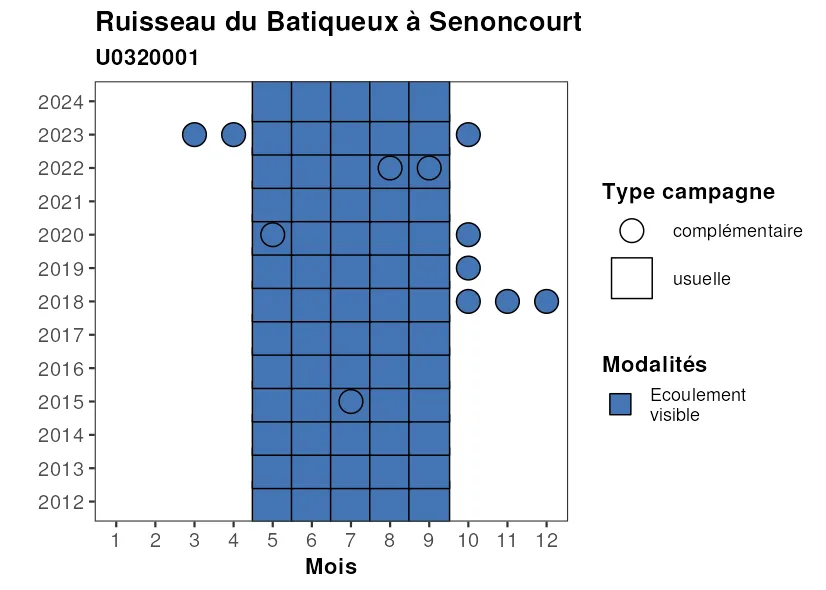 Ruisseau du Batiqueux à Senoncourt
U0320001
2024
2023
2022
2021
2020
2019
2018
2017
2016
2015
2014
2013
2012
1 2 3 4 5 6 7 8 9 10 11 12
Mois
Type campagne
complémentaire
usuelle
Modalités
Ecoulement
visible